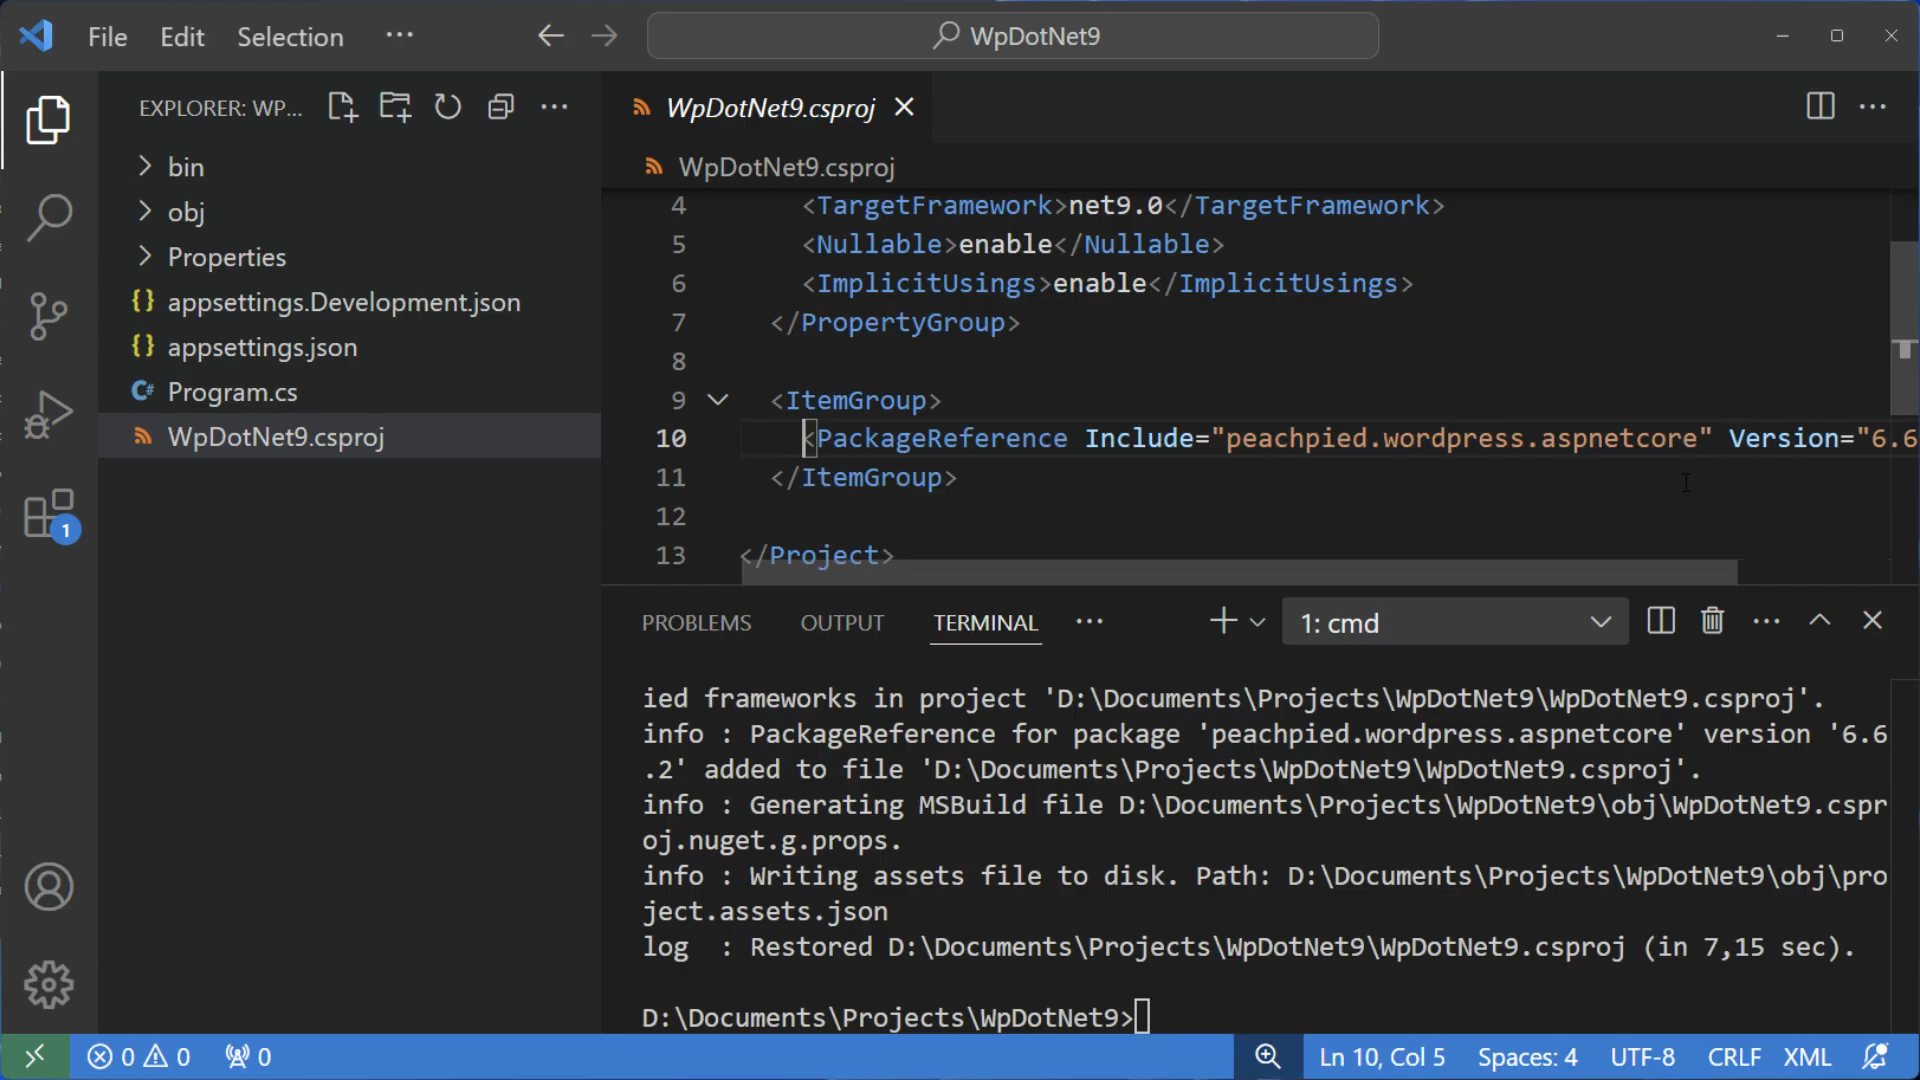 File Edit Selection ···
WpDotNet9
EXPLORER: WP...
bin
obj
Properties
{} appsettings.Development.json
{} appsettings.json
C# Program.cs
WpDotNet9.csproj
1
WpDotNet9.csproj
WpDotNet9.csproj
4 <TargetFramework>net9.0</TargetFramework>
5 <Nullable>enable</Nullable>
6 <ImplicitUsings>enable</ImplicitUsings>
7 </PropertyGroup>
8
9 <ItemGroup>
10 <PackageReference Include="peachpied.wordpress.aspnetcore" Version="6.6
11 </ItemGroup>
12
13 </Project>
PROBLEMS OUTPUT TERMINAL ··· 1: cmd
ied frameworks in project 'D:\Documents\Projects\WpDotNet9\WpDotNet9.csproj'.
info : PackageReference for package 'peachpied.wordpress.aspnetcore' version '6.6
.2' added to file 'D:\Documents\Projects\WpDotNet9\WpDotNet9.csproj'.
info : Generating MSBuild file D:\Documents\Projects\WpDotNet9\obj\WpDotNet9.cspr
oj.nuget.g.props.
info : Writing assets file to disk. Path: D:\Documents\Projects\WpDotNet9\obj\pro
ject.assets.json
log  : Restored D:\Documents\Projects\WpDotNet9\WpDotNet9.csproj (in 7,15 sec).
D:\Documents\Projects\WpDotNet9>
0 0 0 Ln 10, Col 5 Spaces: 4 UTF-8 CRLF XML